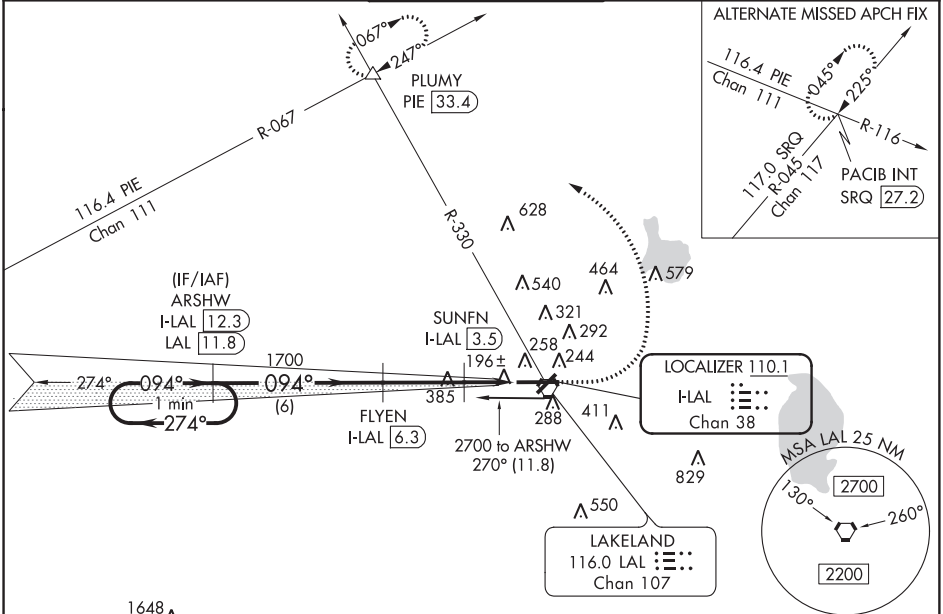 ALTERNATE MISSED APCH FIX
116.4 PIE
Chan 111
045°
225°
R-116
117.0 SRQ
R-045
Chan 117
PACIB INT
SRQ 27.2
067°
247°
PLUMY
PIE 33.4
R-067
116.4 PIE
Chan 111
R-330
628
540
464
579
321
292
258
244
196±
385
288
411
829
550
1648
(IF/IAF)
ARSHW
I-LAL 12.3
LAL 11.8
SUNFN
I-LAL 3.5
1700
274°
094°
094°
1 min
(6)
274°
FLYEN
I-LAL 6.3
2700 to ARSHW
270° (11.8)
LOCALIZER 110.1
I-LAL
Chan 38
LAKELAND
116.0 LAL
Chan 107
MSA LAL 25 NM
2700
130°
260°
2200